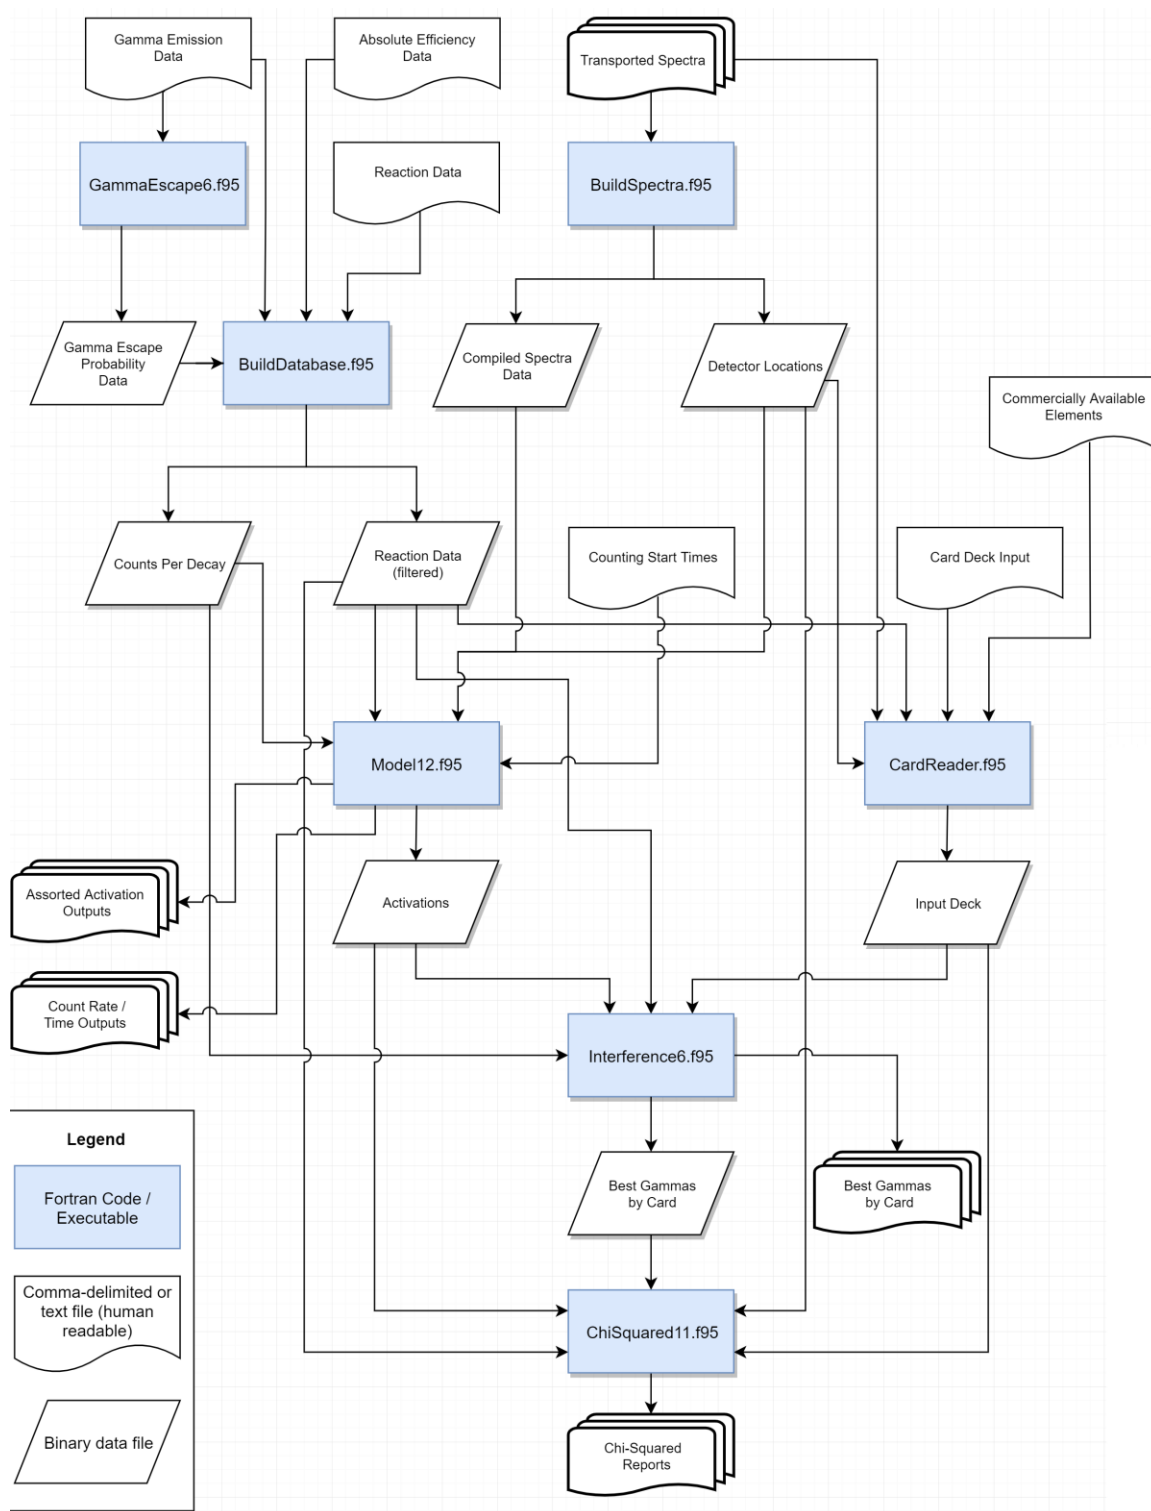 Gamma Emission
Data
Absolute Efficiency
Data
Transported Spectra
GammaEscape6.f95
Reaction Data
BuildSpectra.f95
Gamma Escape
Probability
Data
BuildDatabase.f95
Compiled Spectra
Data
Detector Locations
Commercially Available
Elements
Counts Per Decay
Reaction Data
(filtered)
Counting Start Times
Card Deck Input
Model12.f95
CardReader.f95
Assorted Activation
Outputs
Activations
Input Deck
Count Rate /
Time Outputs
Interference6.f95
Best Gammas
by Card
Best Gammas
by Card
ChiSquared11.f95
Chi-Squared
Reports
Legend
Fortran Code /
Executable
Comma-delimited or
text file (human
readable)
Binary data file